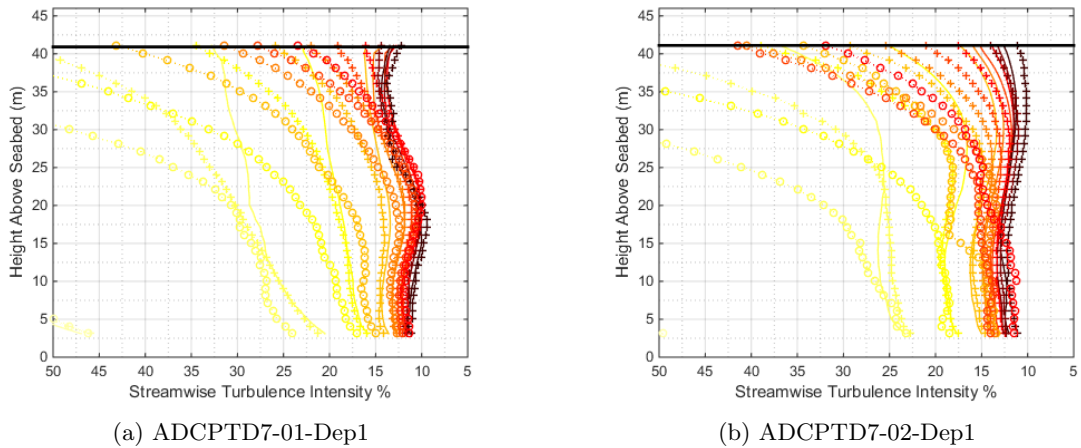 45
40
35
30
25
20
15
10
5
0
Height Above Seabed (m)
50 45 40 35 30 25 20 15 10 5
Streamwise Turbulence Intensity %
(a) ADCPTD7-01-Dep1
45
40
35
30
25
20
15
10
5
0
Height Above Seabed (m)
50 45 40 35 30 25 20 15 10 5
Streamwise Turbulence Intensity %
(b) ADCPTD7-02-Dep1